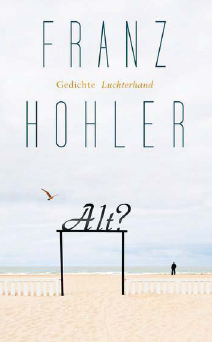 FRANZ
Gedichte Luchterhand
HOHLER
Alt?